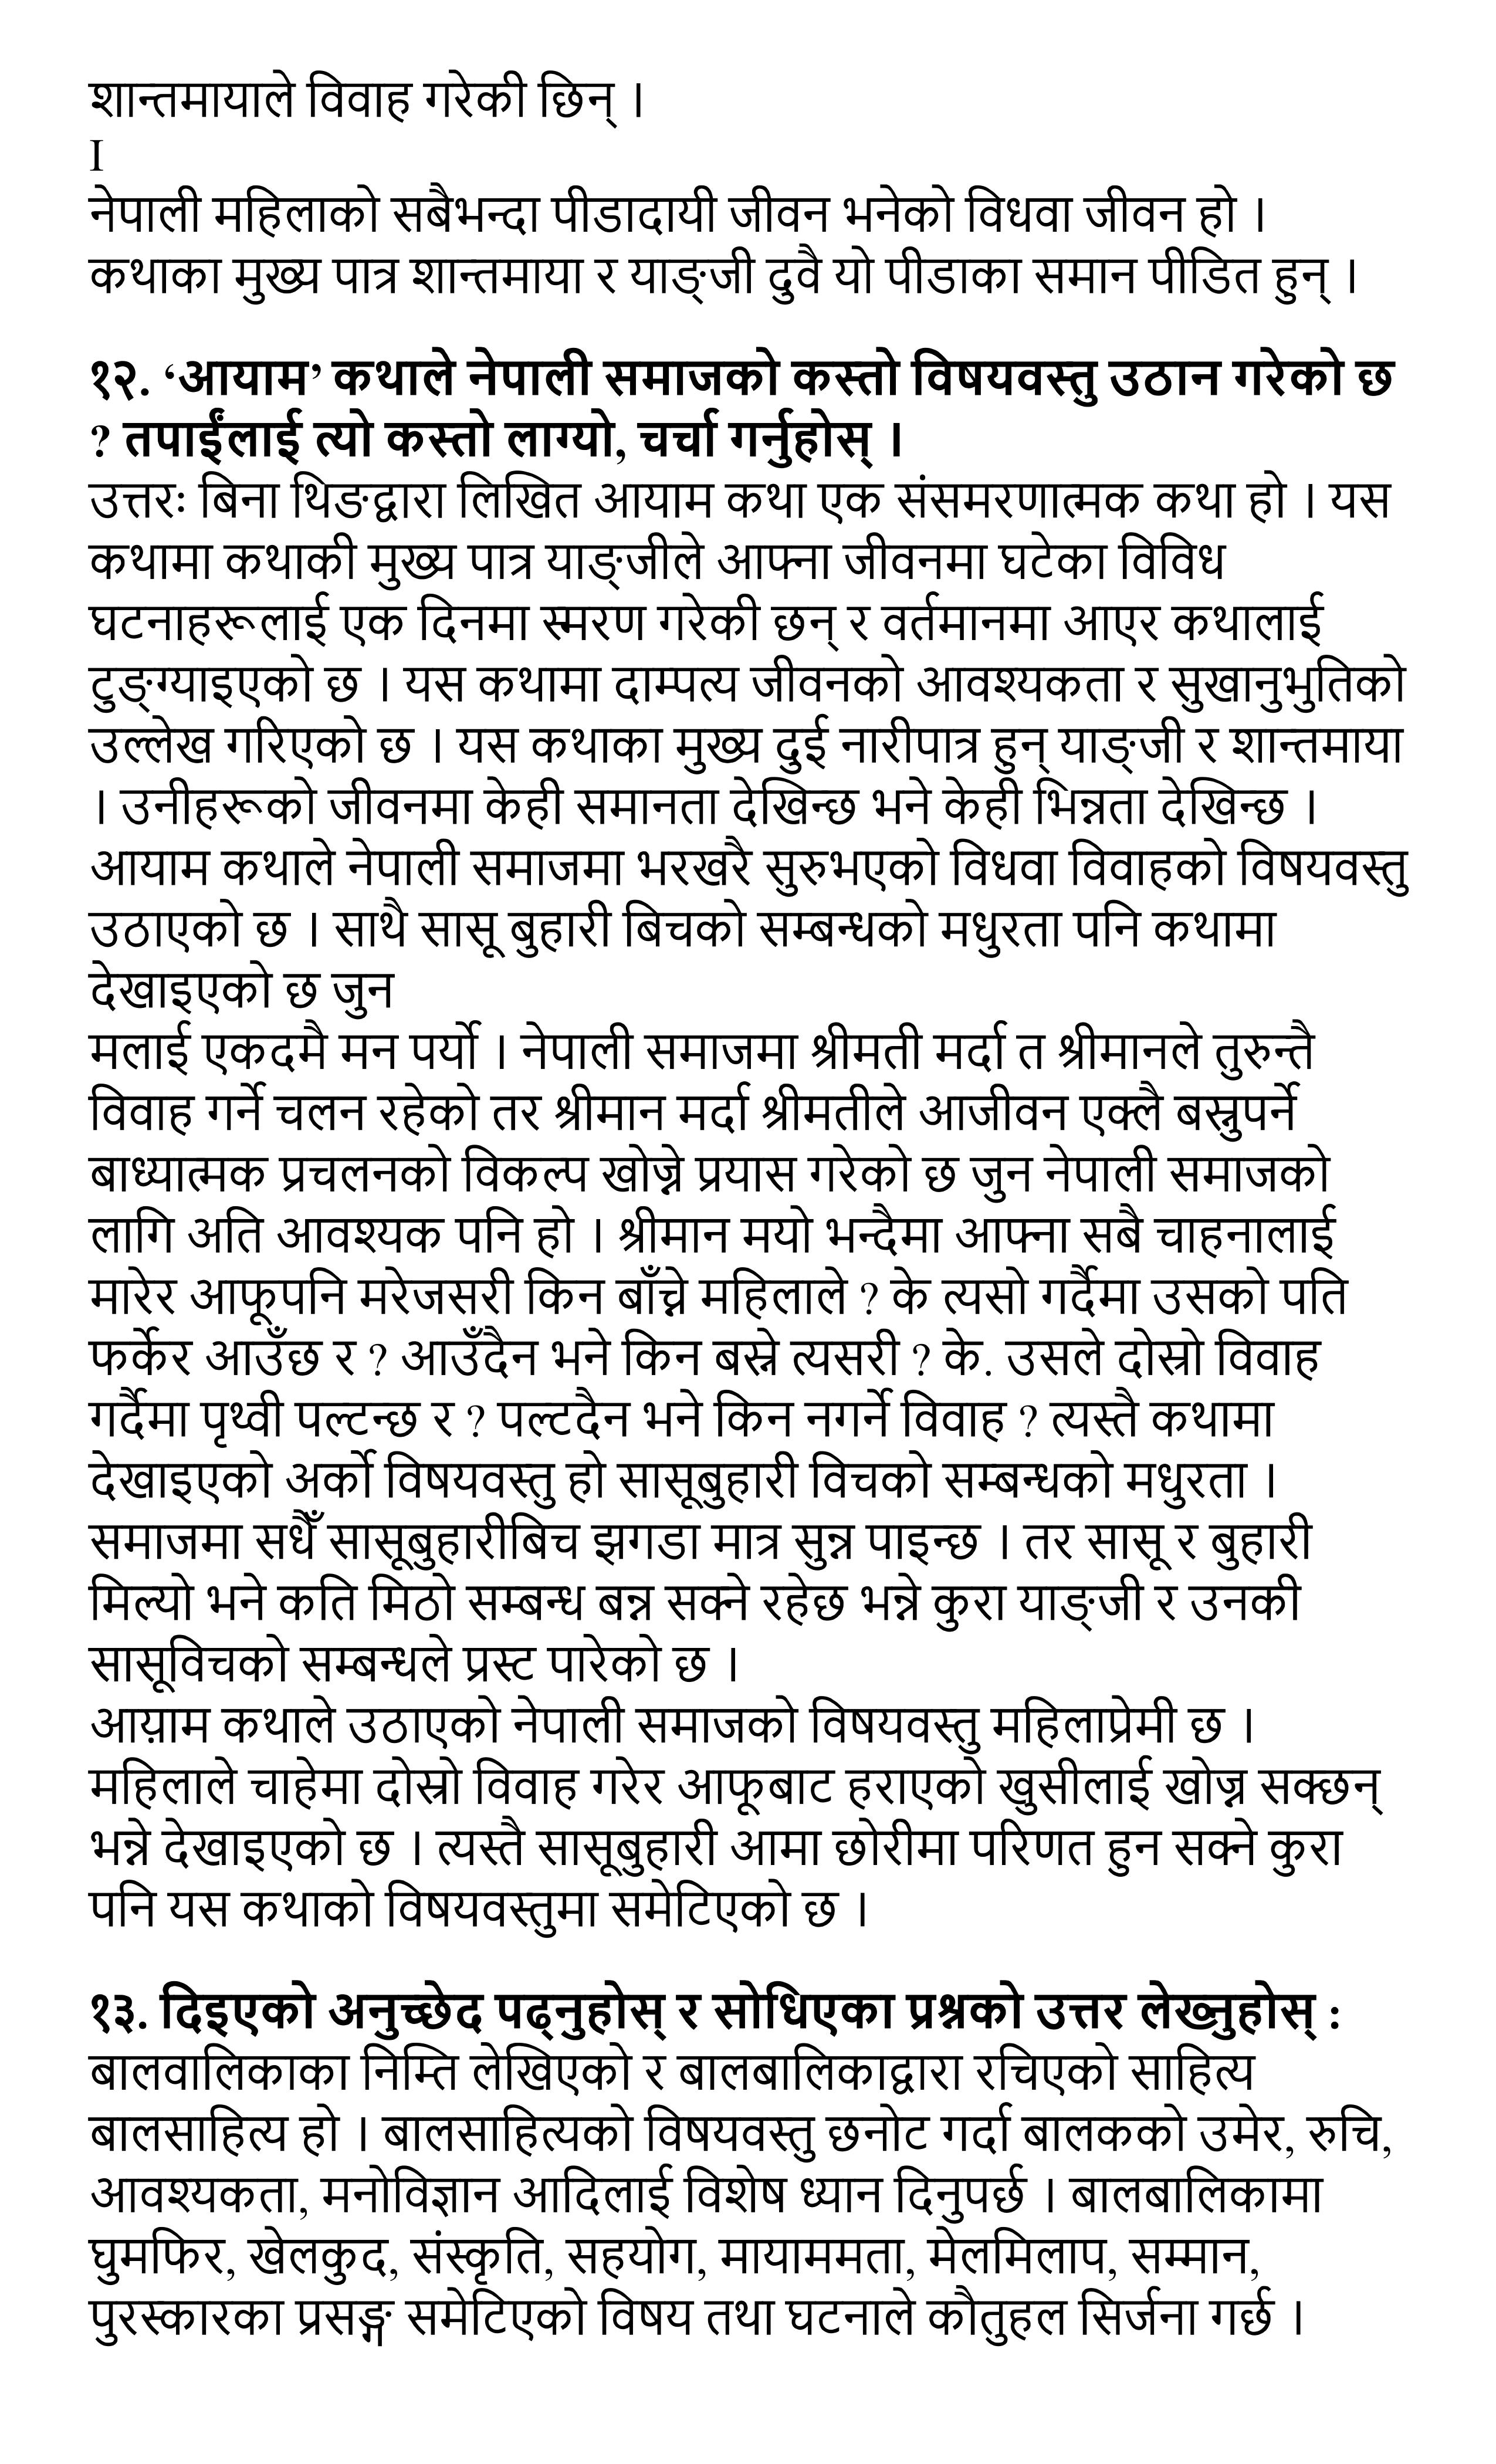 शान्तमायाले विवाह गरेकी छिन् ।
I
नेपाली महिलाको सबैभन्दा पीडादायी जीवन भनेको विधवा जीवन हो ।
कथाका मुख्य पात्र शान्तमाया र याङ्जी दुवै यो पीडाका समान पीडित हुन् ।
१२. ‘आयाम’ कथाले नेपाली समाजको कस्तो विषयवस्तु उठान गरेको छ
? तपाईंलाई त्यो कस्तो लाग्यो, चर्चा गर्नुहोस् ।
उत्तरः बिना थिङद्वारा लिखित आयाम कथा एक संसमरणात्मक कथा हो । यस
कथामा कथाकी मुख्य पात्र याङ्जीले आफ्ना जीवनमा घटेका विविध
घटनाहरूलाई एक दिनमा स्मरण गरेकी छन् र वर्तमानमा आएर कथालाई
टुङ्ग्याइएको छ । यस कथामा दाम्पत्य जीवनको आवश्यकता र सुखानुभुतिको
उल्लेख गरिएको छ । यस कथाका मुख्य दुई नारीपात्र हुन् याङ्जी र शान्तमाया
। उनीहरूको जीवनमा केही समानता देखिन्छ भने केही भिन्नता देखिन्छ ।
आयाम कथाले नेपाली समाजमा भरखरै सुरुभएको विधवा विवाहको विषयवस्तु
उठाएको छ । साथै सासू बुहारी बिचको सम्बन्धको मधुरता पनि कथामा
देखाइएको छ जुन
मलाई एकदमै मन पर्यो । नेपाली समाजमा श्रीमती मर्दा त श्रीमानले तुरुन्तै
विवाह गर्ने चलन रहेको तर श्रीमान मर्दा श्रीमतीले आजीवन एक्लै बस्नुपर्ने
बाध्यात्मक प्रचलनको विकल्प खोज्ने प्रयास गरेको छ जुन नेपाली समाजको
लागि अति आवश्यक पनि हो । श्रीमान मयो भन्दैमा आफ्ना सबै चाहनालाई
मारेर आफूपनि मरेजसरी किन बाँच्ने महिलाले ? के त्यसो गर्दैमा उसको पति
फर्केर आउँछ र ? आउँदैन भने किन बस्ने त्यसरी ? के. उसले दोस्रो विवाह
गर्दैमा पृथ्वी पल्टन्छ र ? पल्टदैन भने किन नगर्ने विवाह ? त्यस्तै कथामा
देखाइएको अर्को विषयवस्तु हो सासूबुहारी विचको सम्बन्धको मधुरता ।
समाजमा सधैँ सासूबुहारीबिच झगडा मात्र सुन्न पाइन्छ । तर सासू र बुहारी
मिल्यो भने कति मिठो सम्बन्ध बन्न सक्ने रहेछ भन्ने कुरा याङ्जी र उनकी
सासूविचको सम्बन्धले प्रस्ट पारेको छ ।
आय़ाम कथाले उठाएको नेपाली समाजको विषयवस्तु महिलाप्रेमी छ ।
महिलाले चाहेमा दोस्रो विवाह गरेर आफूबाट हराएको खुसीलाई खोज्न सक्छन्
भन्ने देखाइएको छ । त्यस्तै सासूबुहारी आमा छोरीमा परिणत हुन सक्ने कुरा
पनि यस कथाको विषयवस्तुमा समेटिएको छ ।
१३. दिइएको अनुच्छेद पढ्नुहोस् र सोधिएका प्रश्नको उत्तर लेख्नुहोस् :
बालवालिकाका निम्ति लेखिएको र बालबालिकाद्वारा रचिएको साहित्य
बालसाहित्य हो । बालसाहित्यको विषयवस्तु छनोट गर्दा बालकको उमेर, रुचि,
आवश्यकता, मनोविज्ञान आदिलाई विशेष ध्यान दिनुपर्छ । बालबालिकामा
घुमफिर, खेलकुद, संस्कृति, सहयोग, मायाममता, मेलमिलाप, सम्मान,
पुरस्कारका प्रसङ्ग समेटिएको विषय तथा घटनाले कौतुहल सिर्जना गर्छ ।